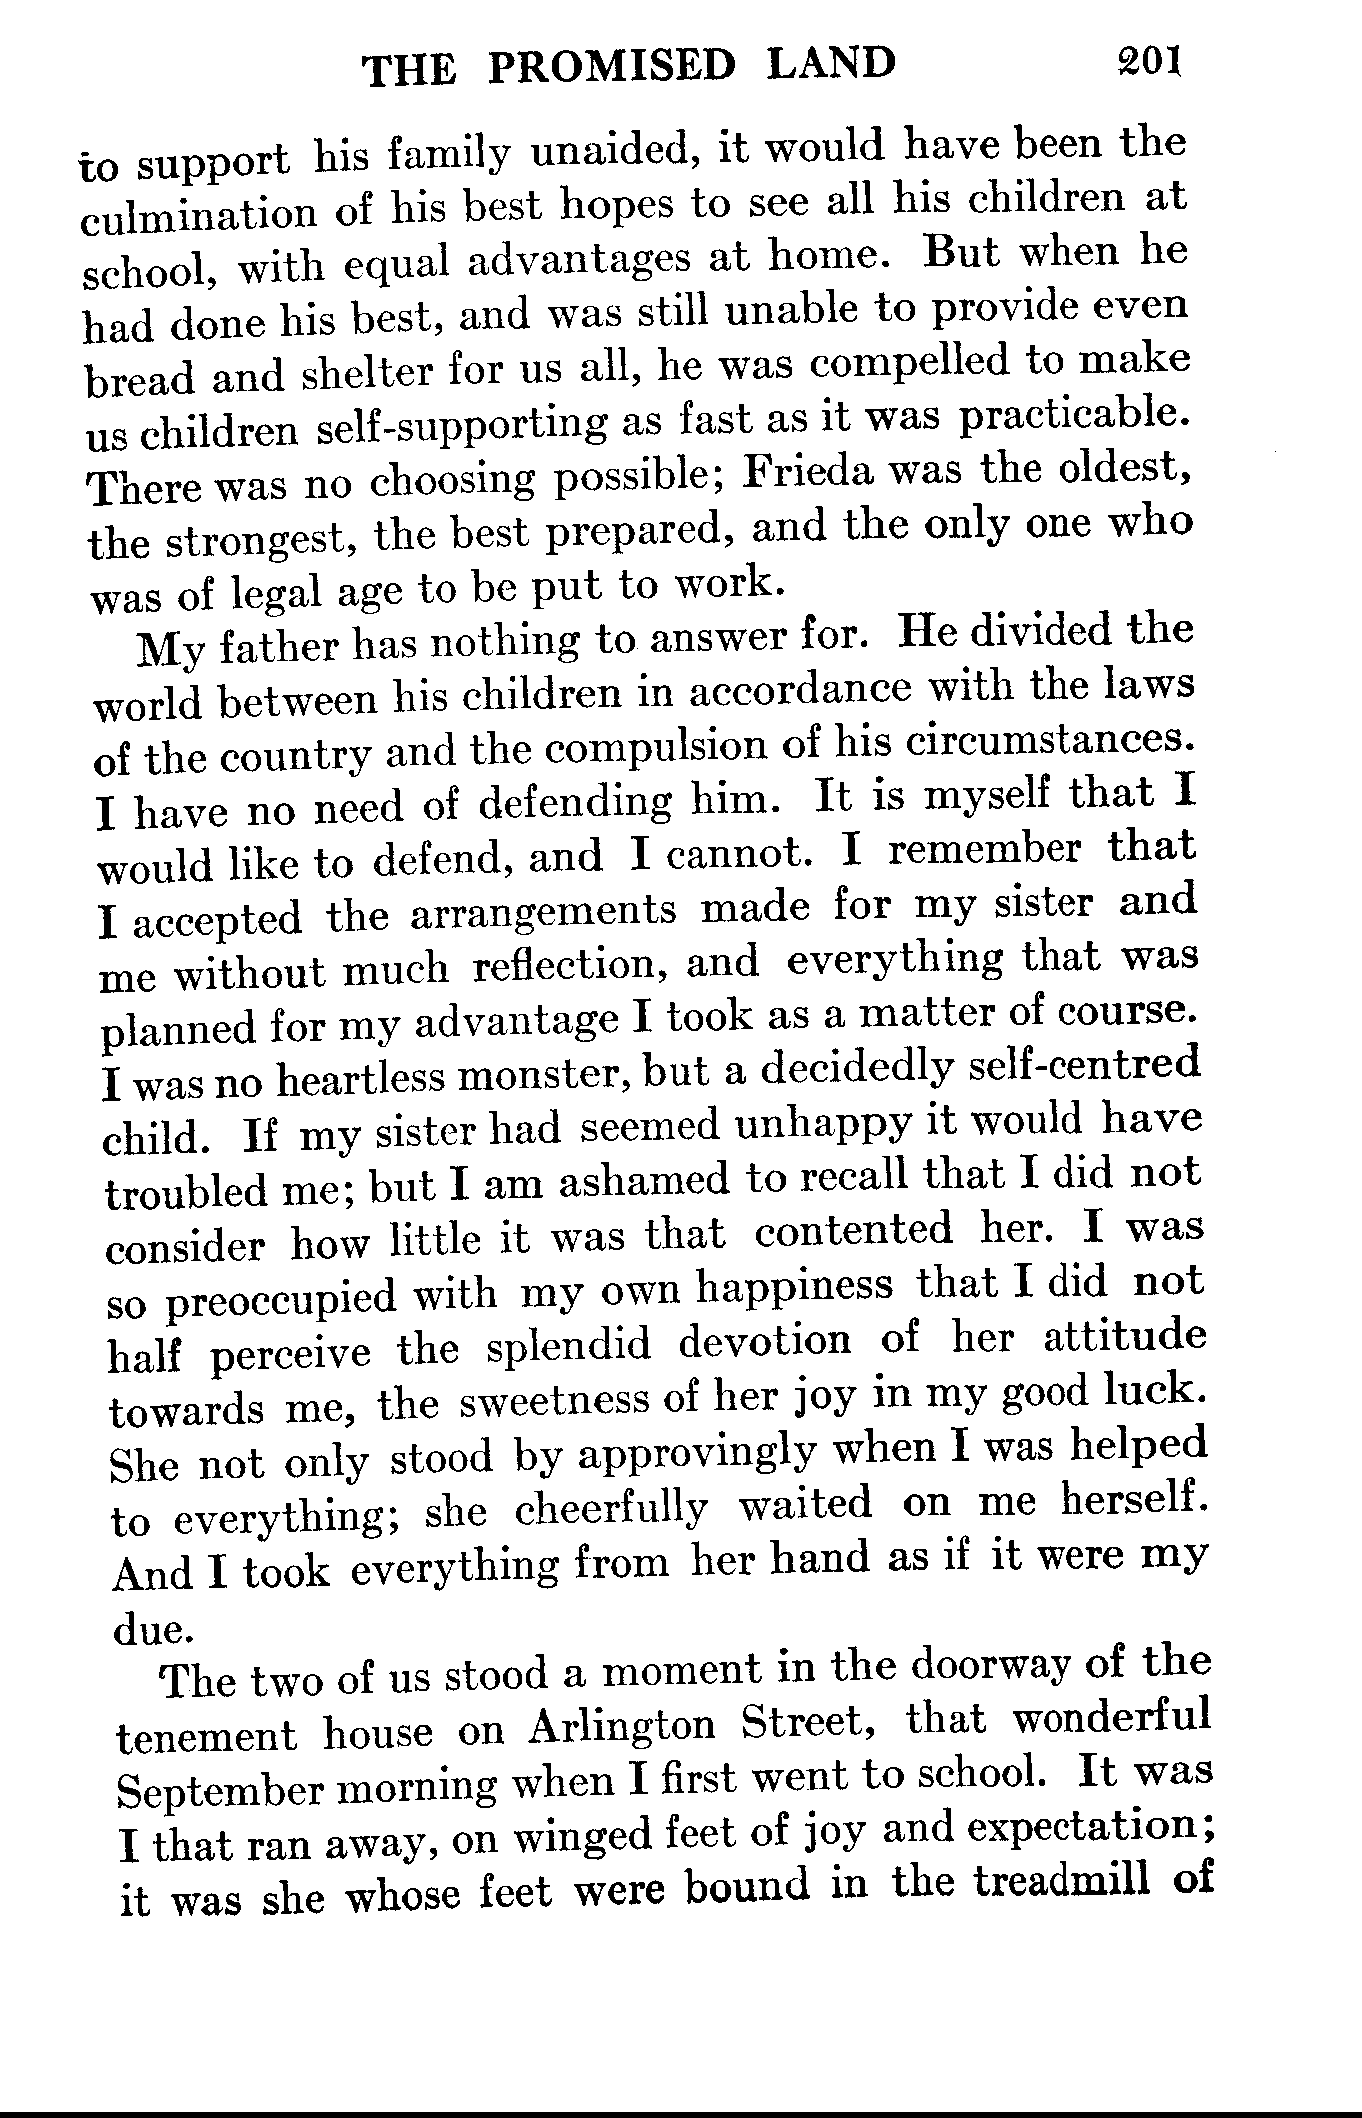 THE PROMISED LAND 201
to support his family unaided, it would have been the
culmination of his best hopes to see all his children at
school, with equal advantages at home. But when he
had done his best, and was still unable to provide even
bread and shelter for us all, he was compelled to make
us children self-supporting as fast as it was practicable.
There was no choosing possible; Frieda was the oldest,
the strongest, the best prepared, and the only one who
was of legal age to be put to work.
My father has nothing to answer for. He divided the
world between his children in accordance with the laws
of the country and the compulsion of his circumstances.
I have no need of defending him. It is myself that I
would like to defend, and I cannot. I remember that
I accepted the arrangements made for my sister and
me without much reflection, and everything that was
planned for my advantage I took as a matter of course.
I was no heartless monster, but a decidedly self-centred
child. If my sister had seemed unhappy it would have
troubled me; but I am ashamed to recall that I did not
consider how little it was that contented her. I was
so preoccupied with my own happiness that I did not
half perceive the splendid devotion of her attitude
towards me, the sweetness of her joy in my good luck.
She not only stood by approvingly when I was helped
to everything; she cheerfully waited on me herself.
And I took everything from her hand as if it were my
due.
The two of us stood a moment in the doorway of the
tenement house on Arlington Street, that wonderful
September morning when I first went to school. It was
I that ran away, on winged feet of joy and expectation;
it was she whose feet were bound in the treadmill of